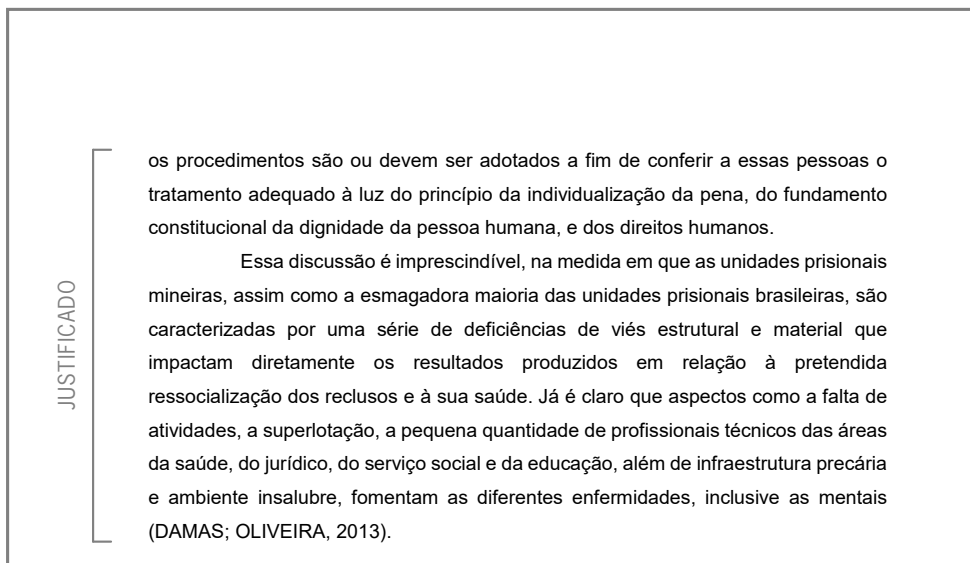 os procedimentos são ou devem ser adotados a fim de conferir a essas pessoas o
tratamento adequado à luz do princípio da individualização da pena, do fundamento
constitucional da dignidade da pessoa humana, e dos direitos humanos.
Essa discussão é imprescindível, na medida em que as unidades prisionais
mineiras, assim como a esmagadora maioria das unidades prisionais brasileiras, são
caracterizadas por uma série de deficiências de viés estrutural e material que
impactam diretamente os resultados produzidos em relação à pretendida
ressocialização dos reclusos e à sua saúde. Já é claro que aspectos como a falta de
atividades, a superlotação, a pequena quantidade de profissionais técnicos das áreas
da saúde, do jurídico, do serviço social e da educação, além de infraestrutura precária
e ambiente insalubre, fomentam as diferentes enfermidades, inclusive as mentais
(DAMAS; OLIVEIRA, 2013).
JUSTIFICADO